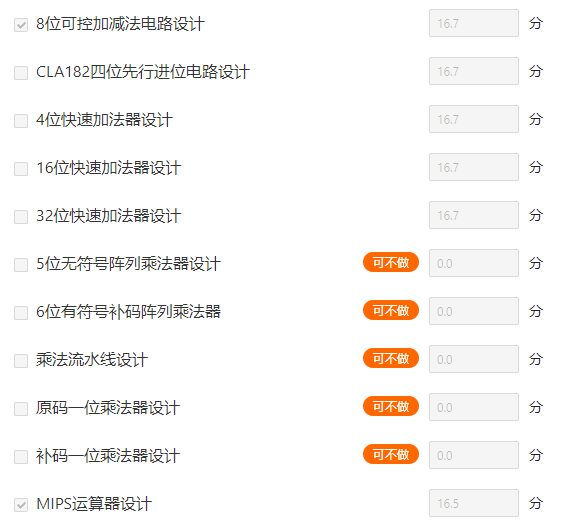 8位可控加减法电路设计 16.7 分
CLA182四位先行进位电路设计 16.7 分
4位快速加法器设计 16.7 分
16位快速加法器设计 16.7 分
32位快速加法器设计 16.7 分
5位无符号阵列乘法器设计 可不做 0.0 分
6位有符号补码阵列乘法器 可不做 0.0 分
乘法流水线设计 可不做 0.0 分
原码一位乘法器设计 可不做 0.0 分
补码一位乘法器设计 可不做 0.0 分
MIPS运算器设计 16.5 分